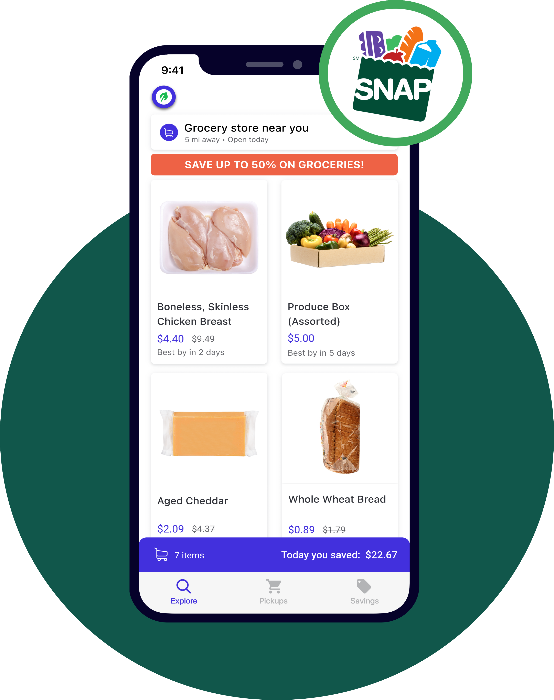 9:41
SNAP
Grocery store near you
5 mi away • Open today
SAVE UP TO 50% ON GROCERIES!
Boneless, Skinless
Chicken Breast
$4.40 $9.49
Best by in 2 days
Produce Box
(Assorted)
$5.00
Best by in 5 days
Aged Cheddar
$2.09 $4.37
Whole Wheat Bread
$0.89 $1.79
7 items
Today you saved: $22.67
Explore
Pickups
Savings